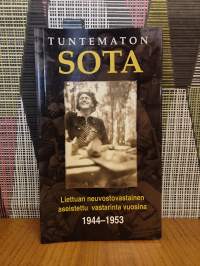 TUNTEMATON
SOTA
Liettuan neuvostovastainen
aseistettu vastarinta vuosina
1944–1953